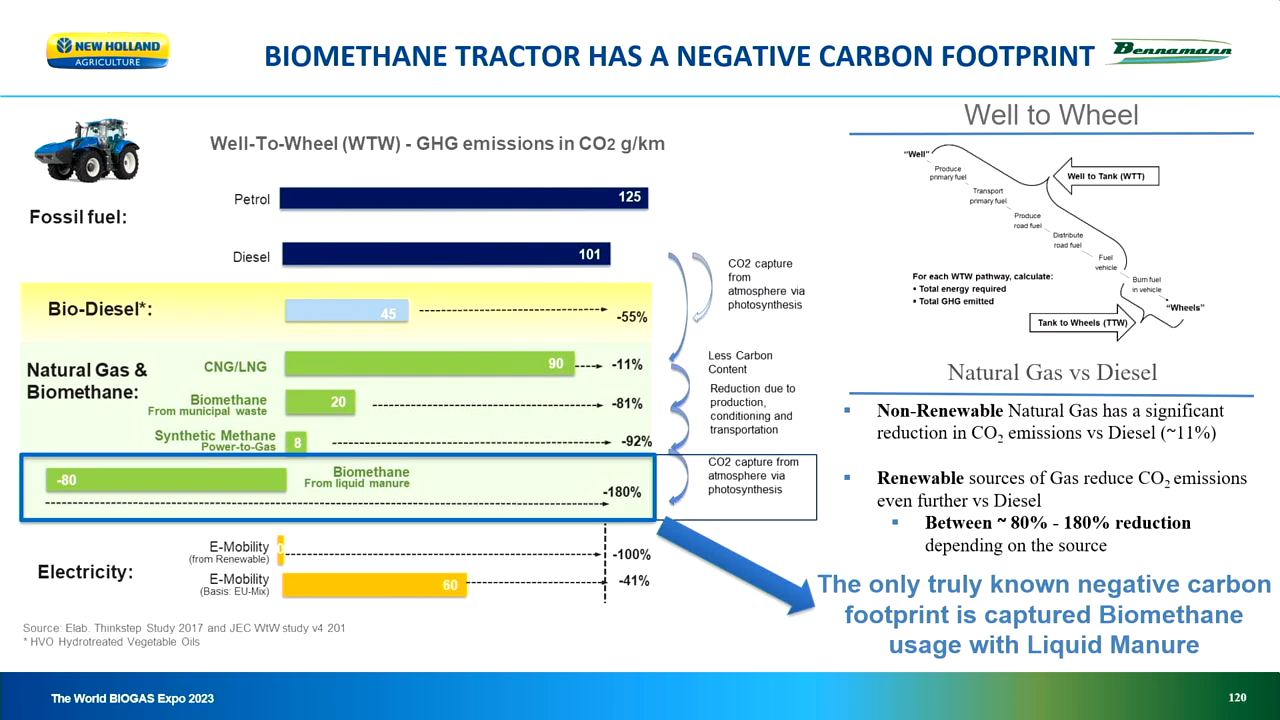 NEW HOLLAND
AGRICULTURE
BIOMETHANE TRACTOR HAS A NEGATIVE CARBON FOOTPRINT
Bennamann
Well-To-Wheel (WTW) - GHG emissions in CO2 g/km
Fossil fuel:
Petrol
125
Diesel
101
Bio-Diesel*:
45
-55%
Natural Gas &
Biomethane:
CNG/LNG
90
-11%
Biomethane
From municipal waste
20
-81%
Synthetic Methane
Power-to-Gas
8
-92%
-80
Biomethane
From liquid manure
-180%
Electricity:
E-Mobility
(from Renewable)
1
-100%
E-Mobility
(Basis: EU-Mix)
60
-41%
CO2 capture
from
atmosphere via
photosynthesis
Less Carbon
Content
Reduction due to
production,
conditioning and
transportation
CO2 capture from
atmosphere via
photosynthesis
Source: Elab. Thinkstep Study 2017 and JEC WtW study v4 201
* HVO Hydrotreated Vegetable Oils
Well to Wheel
“Well”
Produce
primary fuel
Transport
primary fuel
Produce
road fuel
Distribute
road fuel
Fuel
vehicle
Burn fuel
in vehicle
“Wheels”
Well to Tank (WTT)
For each WTW pathway, calculate:
▪ Total energy required
▪ Total GHG emitted
Tank to Wheels (TTW)
Natural Gas vs Diesel
▪ Non-Renewable Natural Gas has a significant
reduction in CO2 emissions vs Diesel (~11%)
▪ Renewable sources of Gas reduce CO2 emissions
even further vs Diesel
▪ Between ~ 80% - 180% reduction
depending on the source
The only truly known negative carbon
footprint is captured Biomethane
usage with Liquid Manure
The World BIOGAS Expo 2023
120